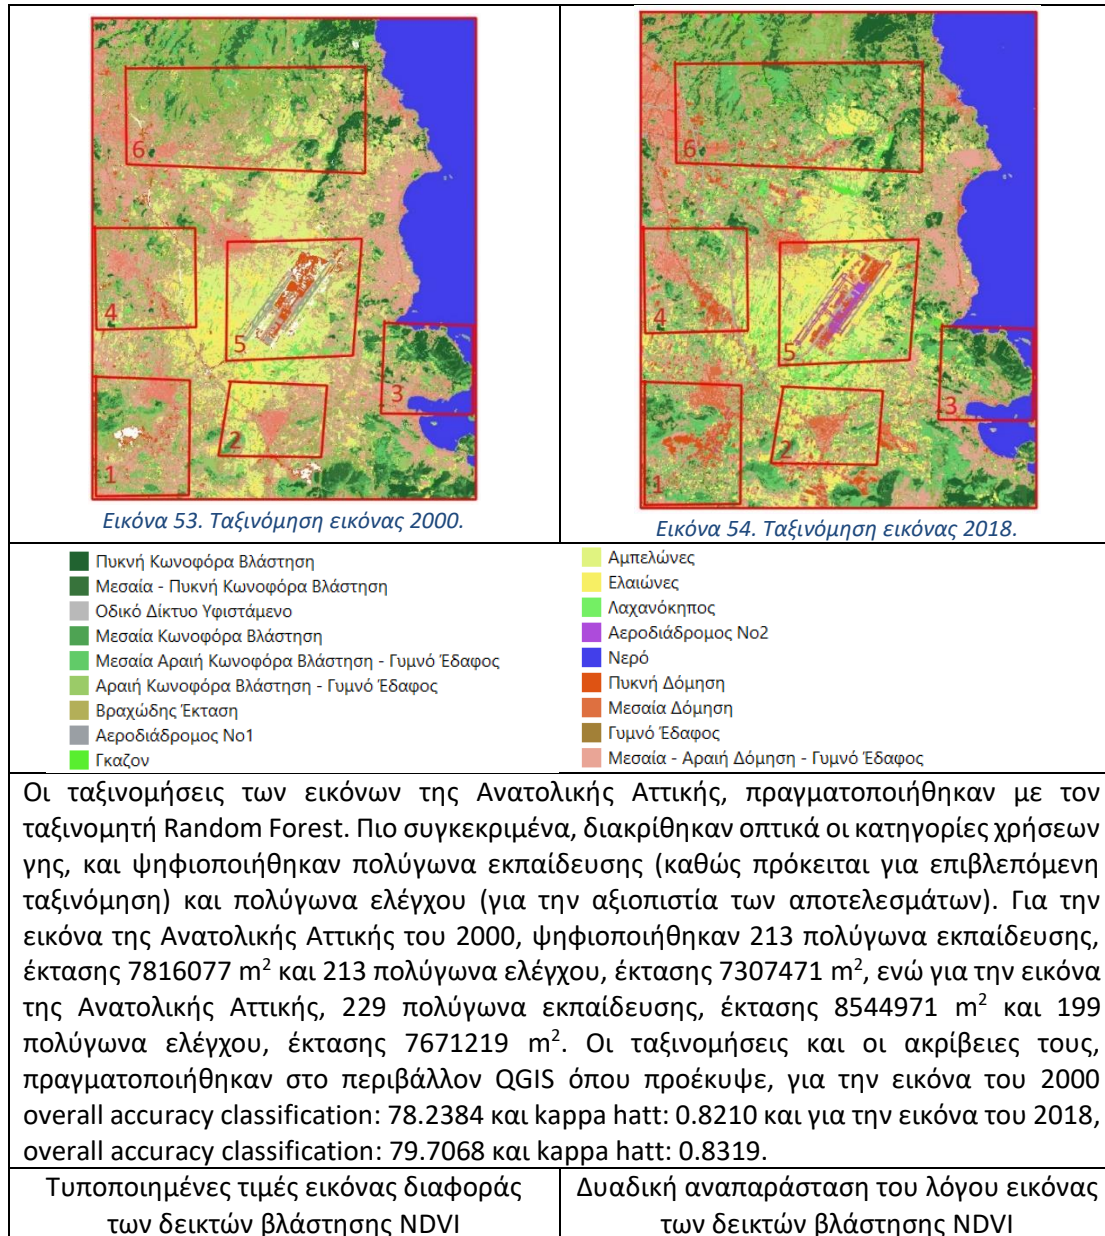 6
4
5
3
2
1
6
4
5
3
2
1
Εικόνα 53. Ταξινόμηση εικόνας 2000.
Εικόνα 54. Ταξινόμηση εικόνας 2018.
Πυκνή Κωνοφόρα Βλάστηση
Μεσαία - Πυκνή Κωνοφόρα Βλάστηση
Οδικό Δίκτυο Υφιστάμενο
Μεσαία Κωνοφόρα Βλάστηση
Μεσαία Αραιή Κωνοφόρα Βλάστηση - Γυμνό Έδαφος
Αραιή Κωνοφόρα Βλάστηση - Γυμνό Έδαφος
Βραχώδης Έκταση
Αεροδιάδρομος Νο1
Γκαζον
Αμπελώνες
Ελαιώνες
Λαχανόκηπος
Αεροδιάδρομος Νο2
Νερό
Πυκνή Δόμηση
Μεσαία Δόμηση
Γυμνό Έδαφος
Μεσαία - Αραιή Δόμηση - Γυμνό Έδαφος
Οι ταξινομήσεις των εικόνων της Ανατολικής Αττικής, πραγματοποιήθηκαν με τον
ταξινομητή Random Forest. Πιο συγκεκριμένα, διακρίθηκαν οπτικά οι κατηγορίες χρήσεων
γης, και ψηφιοποιήθηκαν πολύγωνα εκπαίδευσης (καθώς πρόκειται για επιβλεπόμενη
ταξινόμηση) και πολύγωνα ελέγχου (για την αξιοπιστία των αποτελεσμάτων). Για την
εικόνα της Ανατολικής Αττικής του 2000, ψηφιοποιήθηκαν 213 πολύγωνα εκπαίδευσης,
έκτασης 7816077 m² και 213 πολύγωνα ελέγχου, έκτασης 7307471 m², ενώ για την εικόνα
της Ανατολικής Αττικής, 229 πολύγωνα εκπαίδευσης, έκτασης 8544971 m² και 199
πολύγωνα ελέγχου, έκτασης 7671219 m². Οι ταξινομήσεις και οι ακρίβειες τους,
πραγματοποιήθηκαν στο περιβάλλον QGIS όπου προέκυψε, για την εικόνα του 2000
overall accuracy classification: 78.2384 και kappa hatt: 0.8210 και για την εικόνα του 2018,
overall accuracy classification: 79.7068 και kappa hatt: 0.8319.
Τυποποιημένες τιμές εικόνας διαφοράς
των δεικτών βλάστησης NDVI
Δυαδική αναπαράσταση του λόγου εικόνας
των δεικτών βλάστησης NDVI